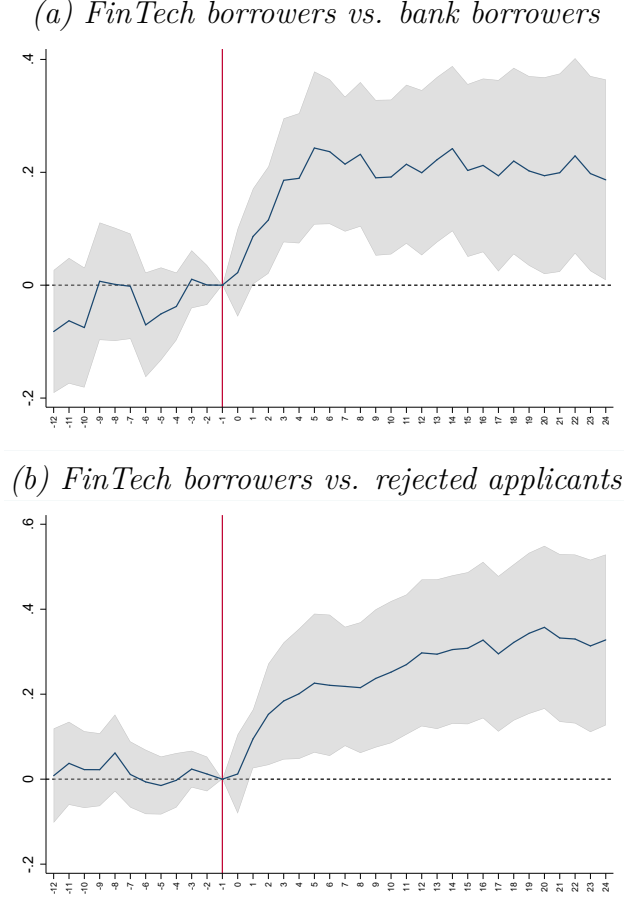 (a) FinTech borrowers vs. bank borrowers
.4
.2
0
-.2
-12 -11 -10 -9 -8 -7 -6 -5 -4 -3 -2 -1 0 1 2 3 4 5 6 7 8 9 10 11 12 13 14 15 16 17 18 19 20 21 22 23 24
(b) FinTech borrowers vs. rejected applicants
.6
.4
.2
0
-.2
-12 -11 -10 -9 -8 -7 -6 -5 -4 -3 -2 -1 0 1 2 3 4 5 6 7 8 9 10 11 12 13 14 15 16 17 18 19 20 21 22 23 24